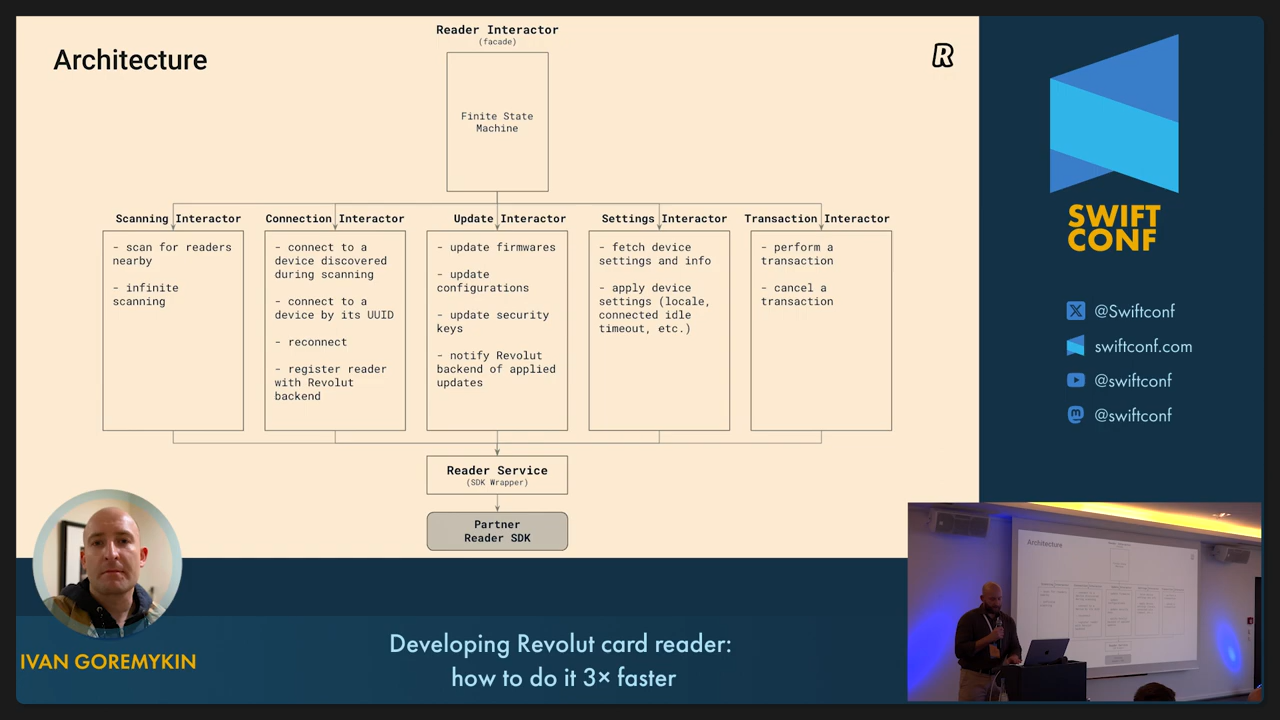 Architecture
Reader Interactor
(facade)
R
Finite State
Machine
Scanning Interactor
- scan for readers
nearby
- infinite
scanning
Connection Interactor
- connect to a
device discovered
during scanning
- connect to a
device by its UUID
- reconnect
- register reader
with Revolut
backend
Update Interactor
- update firmwares
- update
configurations
- update security
keys
- notify Revolut
backend of applied
updates
Settings Interactor
- fetch device
settings and info
- apply device
settings (locale,
connected idle
timeout, etc.)
Transaction Interactor
- perform a
transaction
- cancel a
transaction
Reader Service
(SDK Wrapper)
Partner
Reader SDK
SWIFT
CONF
@Swiftconf
swiftconf.com
@swiftconf
@swiftconf
IVAN GOREMYKIN
Developing Revolut card reader:
how to do it 3× faster
Architecture